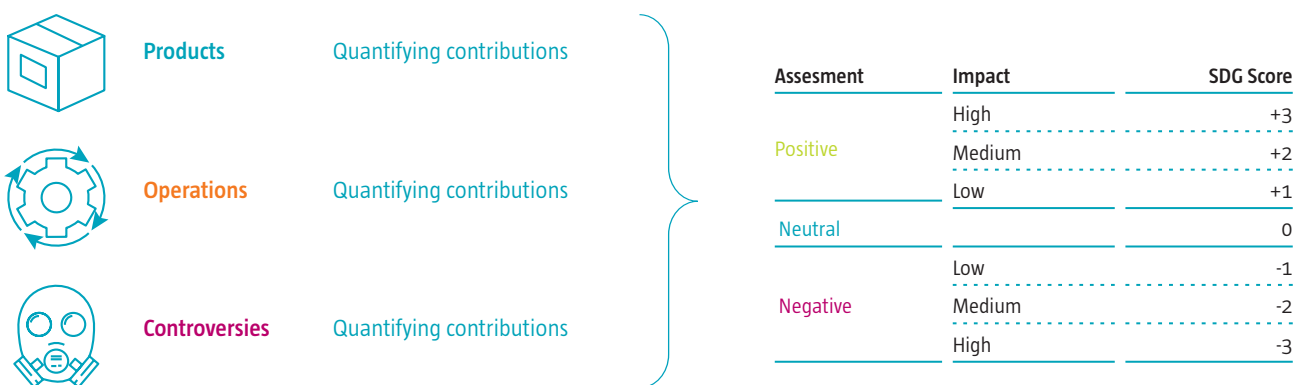 Products Quantifying contributions
Operations Quantifying contributions
Controversies Quantifying contributions
Assesment Impact SDG Score
High +3
Positive Medium +2
Low +1
Neutral 0
Low -1
Negative Medium -2
High -3